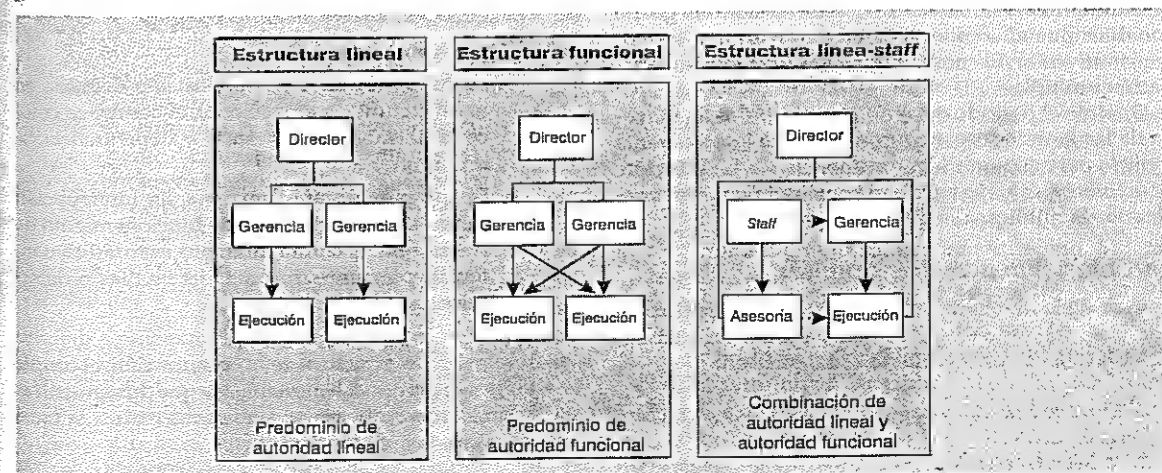 Estructura lineal
Director
Gerencia Gerencia
Ejecución Ejecución
Predominio de
autoridad lineal
Estructura funcional
Director
Gerencia Gerencia
Ejecución Ejecución
Predominio de
autoridad funcional
Estructura línea-staff
Director
Staff Gerencia
Asesoría Ejecución
Combinación de
autoridad lineal y
autoridad funcional